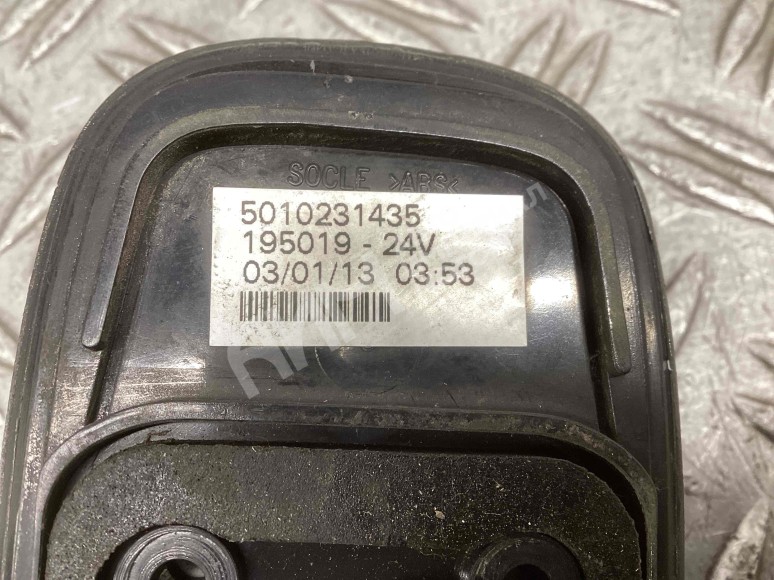 SOCLE >ABS<
5010231435
195019 - 24V
03/01/13 03:53